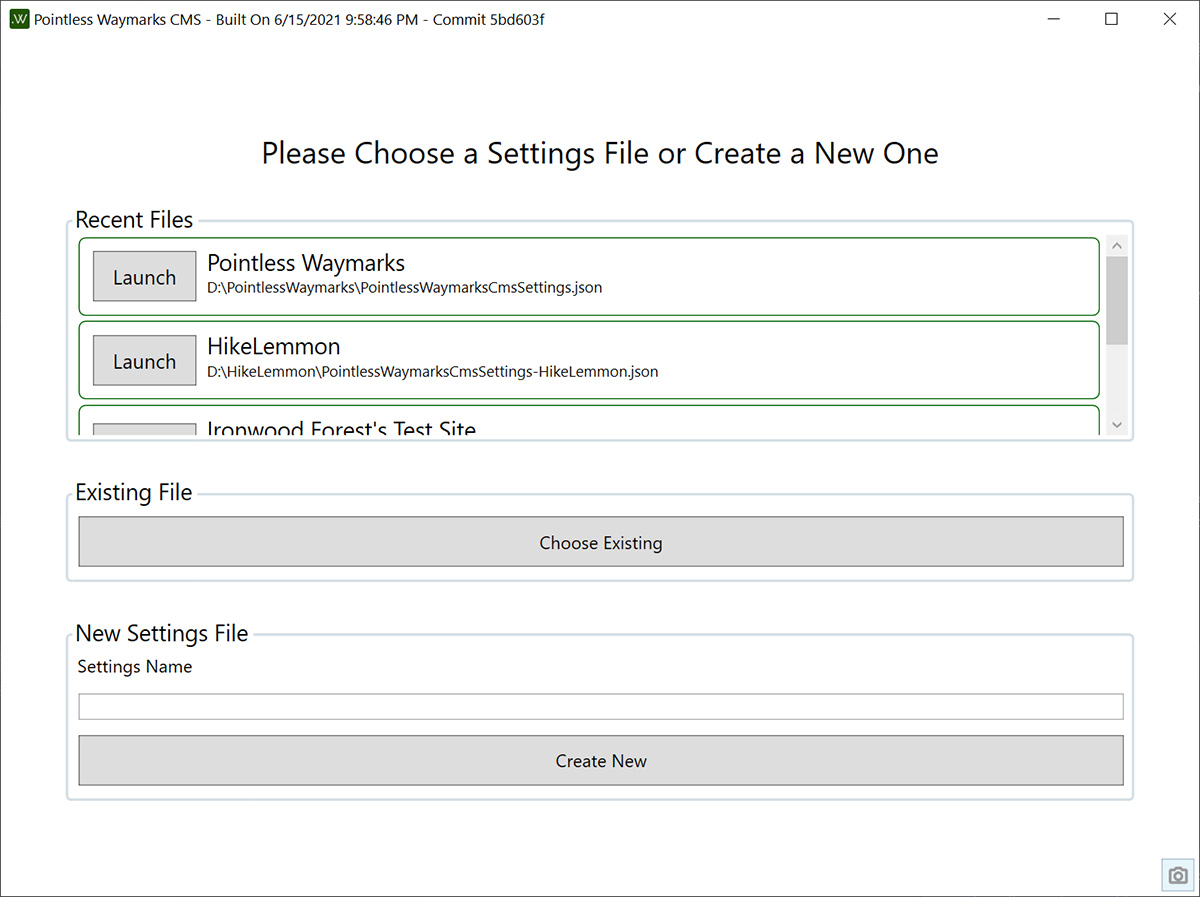 .W Pointless Waymarks CMS - Built On 6/15/2021 9:58:46 PM - Commit 5bd603f
Please Choose a Settings File or Create a New One
Recent Files
Launch
Pointless Waymarks
D:\PointlessWaymarks\PointlessWaymarksCmsSettings.json
Launch
HikeLemmon
D:\HikeLemmon\PointlessWaymarksCmsSettings-HikeLemmon.json
Ironwood Forest's Test Site
Existing File
Choose Existing
New Settings File
Settings Name
Create New